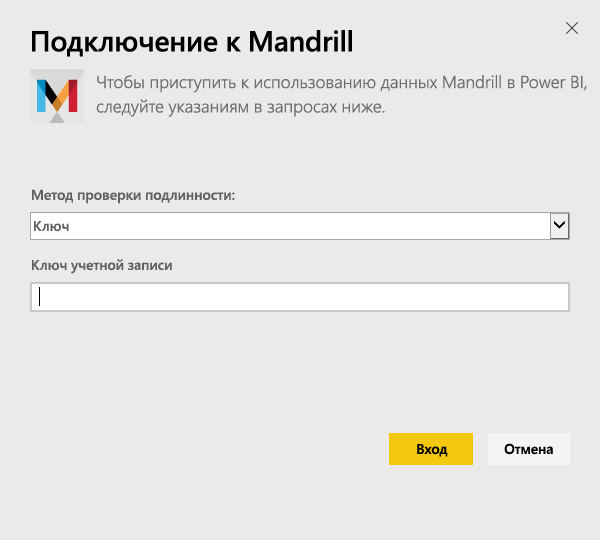 Подключение к Mandrill
Чтобы приступить к использованию данных Mandrill в Power BI,
следуйте указаниям в запросах ниже.
Метод проверки подлинности:
Ключ
Ключ учетной записи
Вход
Отмена